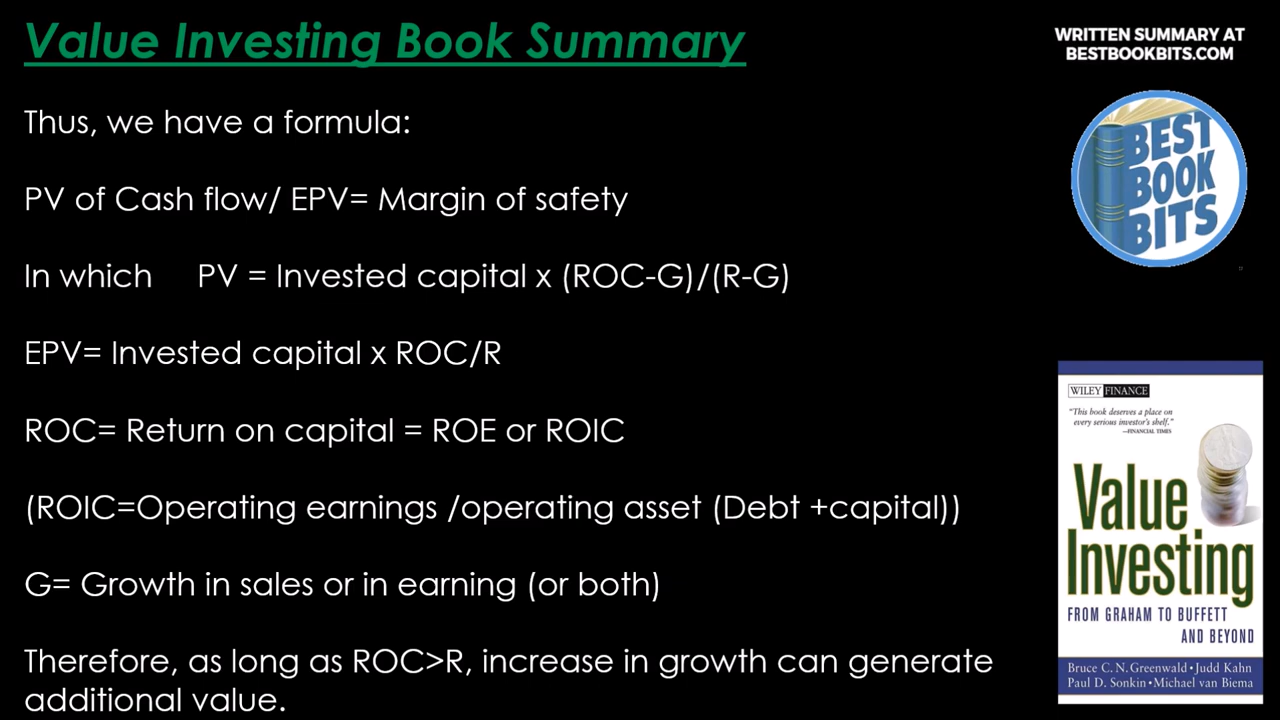 Value Investing Book Summary
WRITTEN SUMMARY AT
BESTBOOKBITS.COM
Thus, we have a formula:
PV of Cash flow/ EPV= Margin of safety
In which PV = Invested capital x (ROC-G)/(R-G)
EPV= Invested capital x ROC/R
ROC= Return on capital = ROE or ROIC
(ROIC=Operating earnings /operating asset (Debt +capital))
G= Growth in sales or in earning (or both)
Therefore, as long as ROC>R, increase in growth can generate
additional value.
BEST
BOOK
BITS
"
WILEY FINANCE
"This book deserves a place on
every serious investor's shelf."
—FINANCIAL TIMES
Value
Investing
FROM GRAHAM TO BUFFETT
AND BEYOND
Bruce C. N. Greenwald • Judd Kahn
Paul D. Sonkin • Michael van Biema